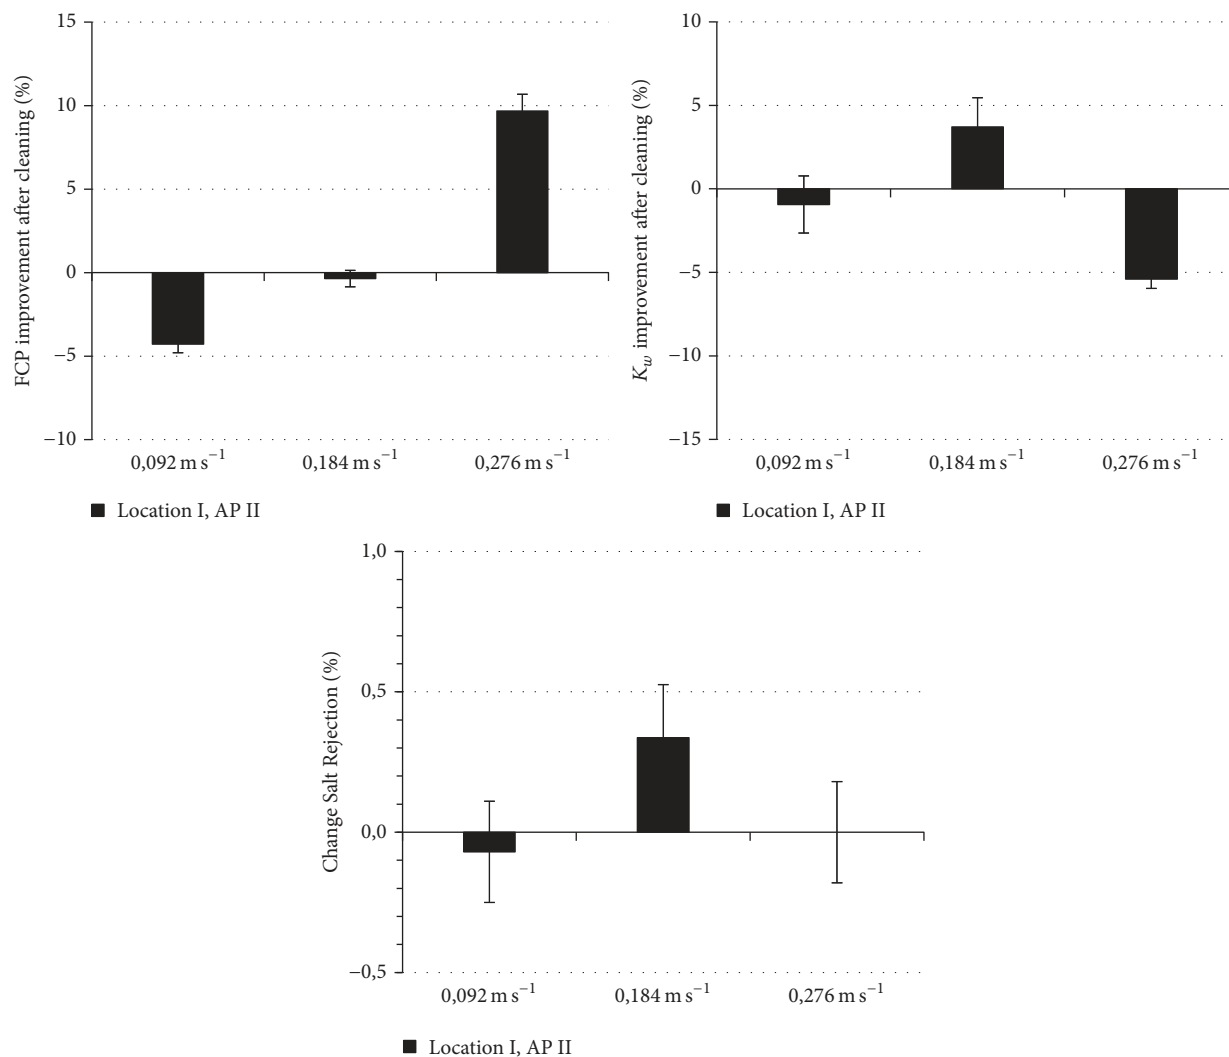 FCP improvement after cleaning (%)
15
10
5
0
−5
−10
0,092 m s⁻¹
0,184 m s⁻¹
0,276 m s⁻¹
Location I, AP II
K_w improvement after cleaning (%)
10
5
0
−5
−10
−15
0,092 m s⁻¹
0,184 m s⁻¹
0,276 m s⁻¹
Location I, AP II
Change Salt Rejection (%)
1,0
0,5
0,0
−0,5
0,092 m s⁻¹
0,184 m s⁻¹
0,276 m s⁻¹
Location I, AP II